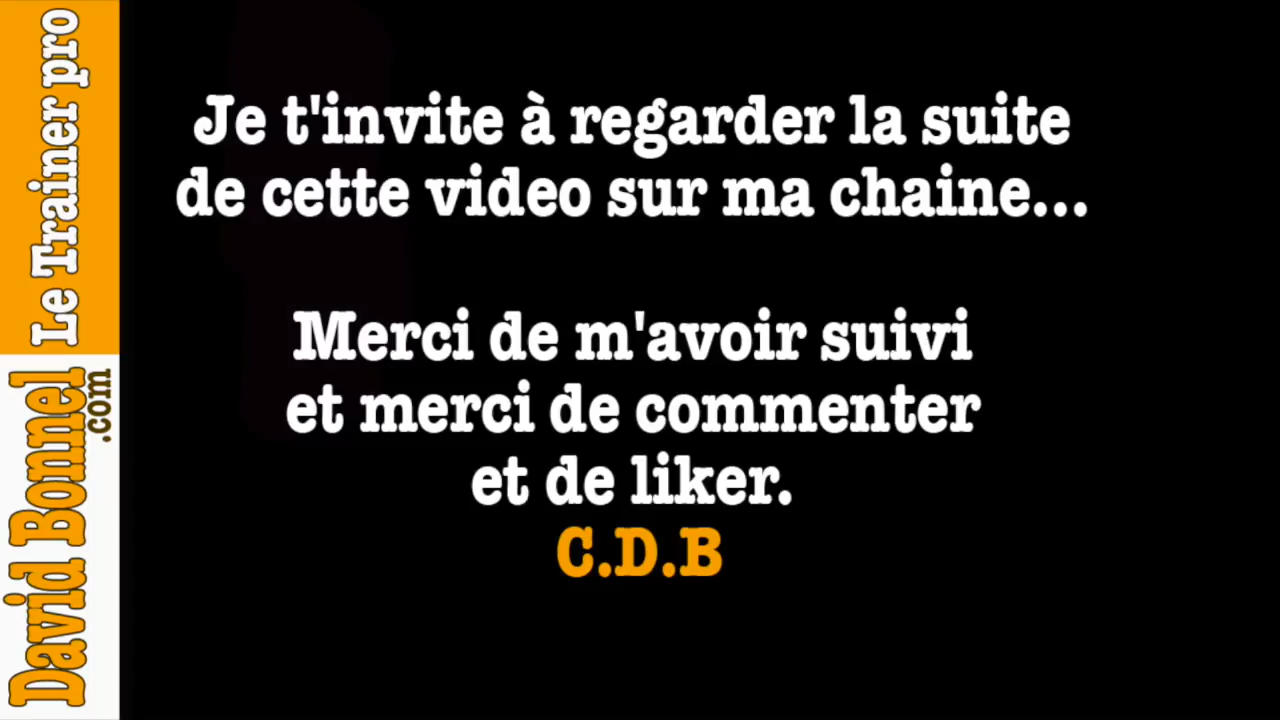 Je t'invite à regarder la suite
de cette video sur ma chaine...
Merci de m'avoir suivi
et merci de commenter
et de liker.
C.D.B
Le Trainer pro
David Bonnel
.com